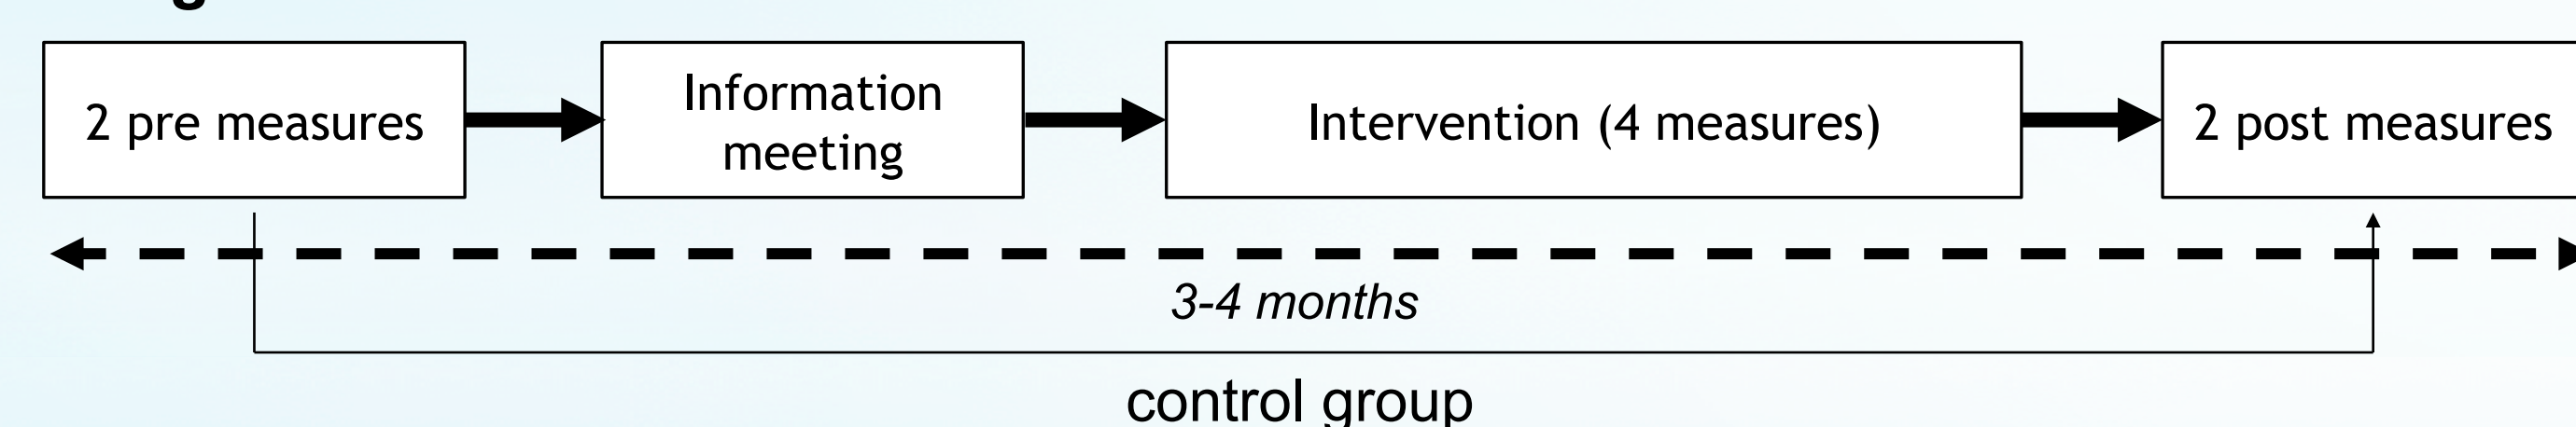 2 pre measures
Information
meeting
Intervention (4 measures)
2 post measures
3-4 months
control group